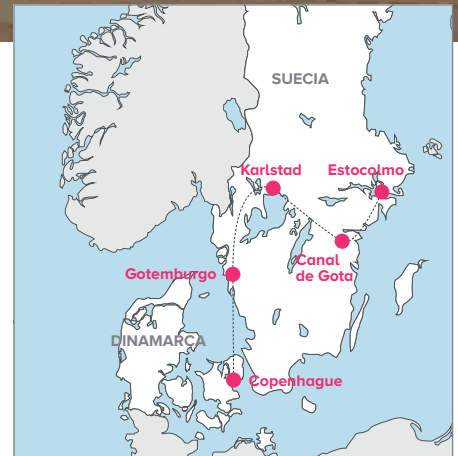 SUECIA
Karlstad
Estocolmo
Canal
de Gota
Gotemburgo
DINAMARCA
Copenhague